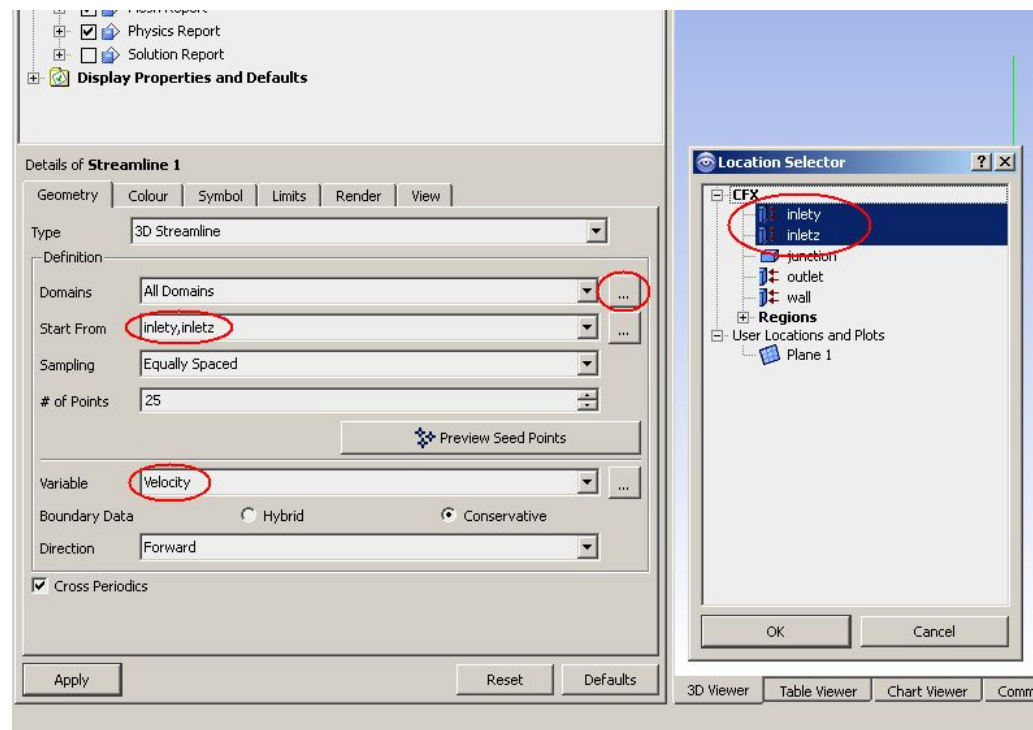 Mesh Report
Physics Report
Solution Report
Display Properties and Defaults
Details of Streamline 1
Geometry Colour Symbol Limits Render View
Type 3D Streamline
Definition
Domains All Domains ...
Start From inlety,inletz ...
Sampling Equally Spaced
# of Points 25
Preview Seed Points
Variable Velocity ...
Boundary Data Hybrid Conservative
Direction Forward
Cross Periodics
Apply Reset Defaults
Location Selector
CFX
inlety
inletz
junction
outlet
wall
Regions
User Locations and Plots
Plane 1
OK Cancel
3D Viewer Table Viewer Chart Viewer Comm